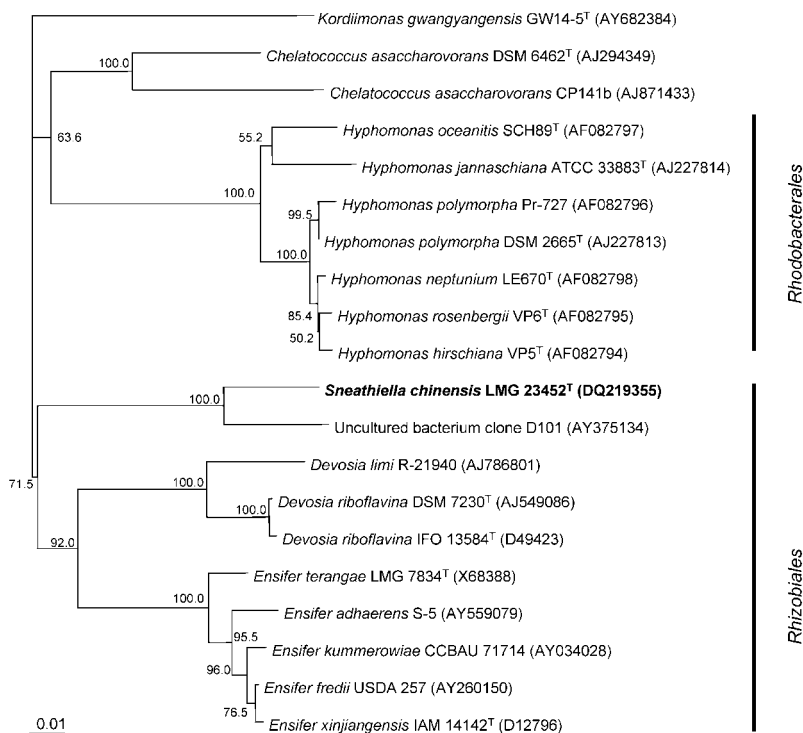 Kordiimonas gwangyangensis GW14-5T (AY682384)
Chelatococcus asaccharovorans DSM 6462T (AJ294349)
100.0
Chelatococcus asaccharovorans CP141b (AJ871433)
63.6
55.2
Hyphomonas oceanitis SCH89T (AF082797)
Hyphomonas jannaschiana ATCC 33883T (AJ227814)
100.0
Hyphomonas polymorpha Pr-727 (AF082796)
99.5
Hyphomonas polymorpha DSM 2665T (AJ227813)
100.0
Hyphomonas neptunium LE670T (AF082798)
85.4
Hyphomonas rosenbergii VP6T (AF082795)
50.2
Hyphomonas hirschiana VP5T (AF082794)
Rhodobacterales
Sneathiella chinensis LMG 23452T (DQ219355)
100.0
Uncultured bacterium clone D101 (AY375134)
71.5
Devosia limi R-21940 (AJ786801)
100.0
Devosia riboflavina DSM 7230T (AJ549086)
100.0
Devosia riboflavina IFO 13584T (D49423)
92.0
Ensifer terangae LMG 7834T (X68388)
100.0
Ensifer adhaerens S-5 (AY559079)
95.5
Ensifer kummerowiae CCBAU 71714 (AY034028)
96.0
Ensifer fredii USDA 257 (AY260150)
76.5
Ensifer xinjiangensis IAM 14142T (D12796)
Rhizobiales
0.01